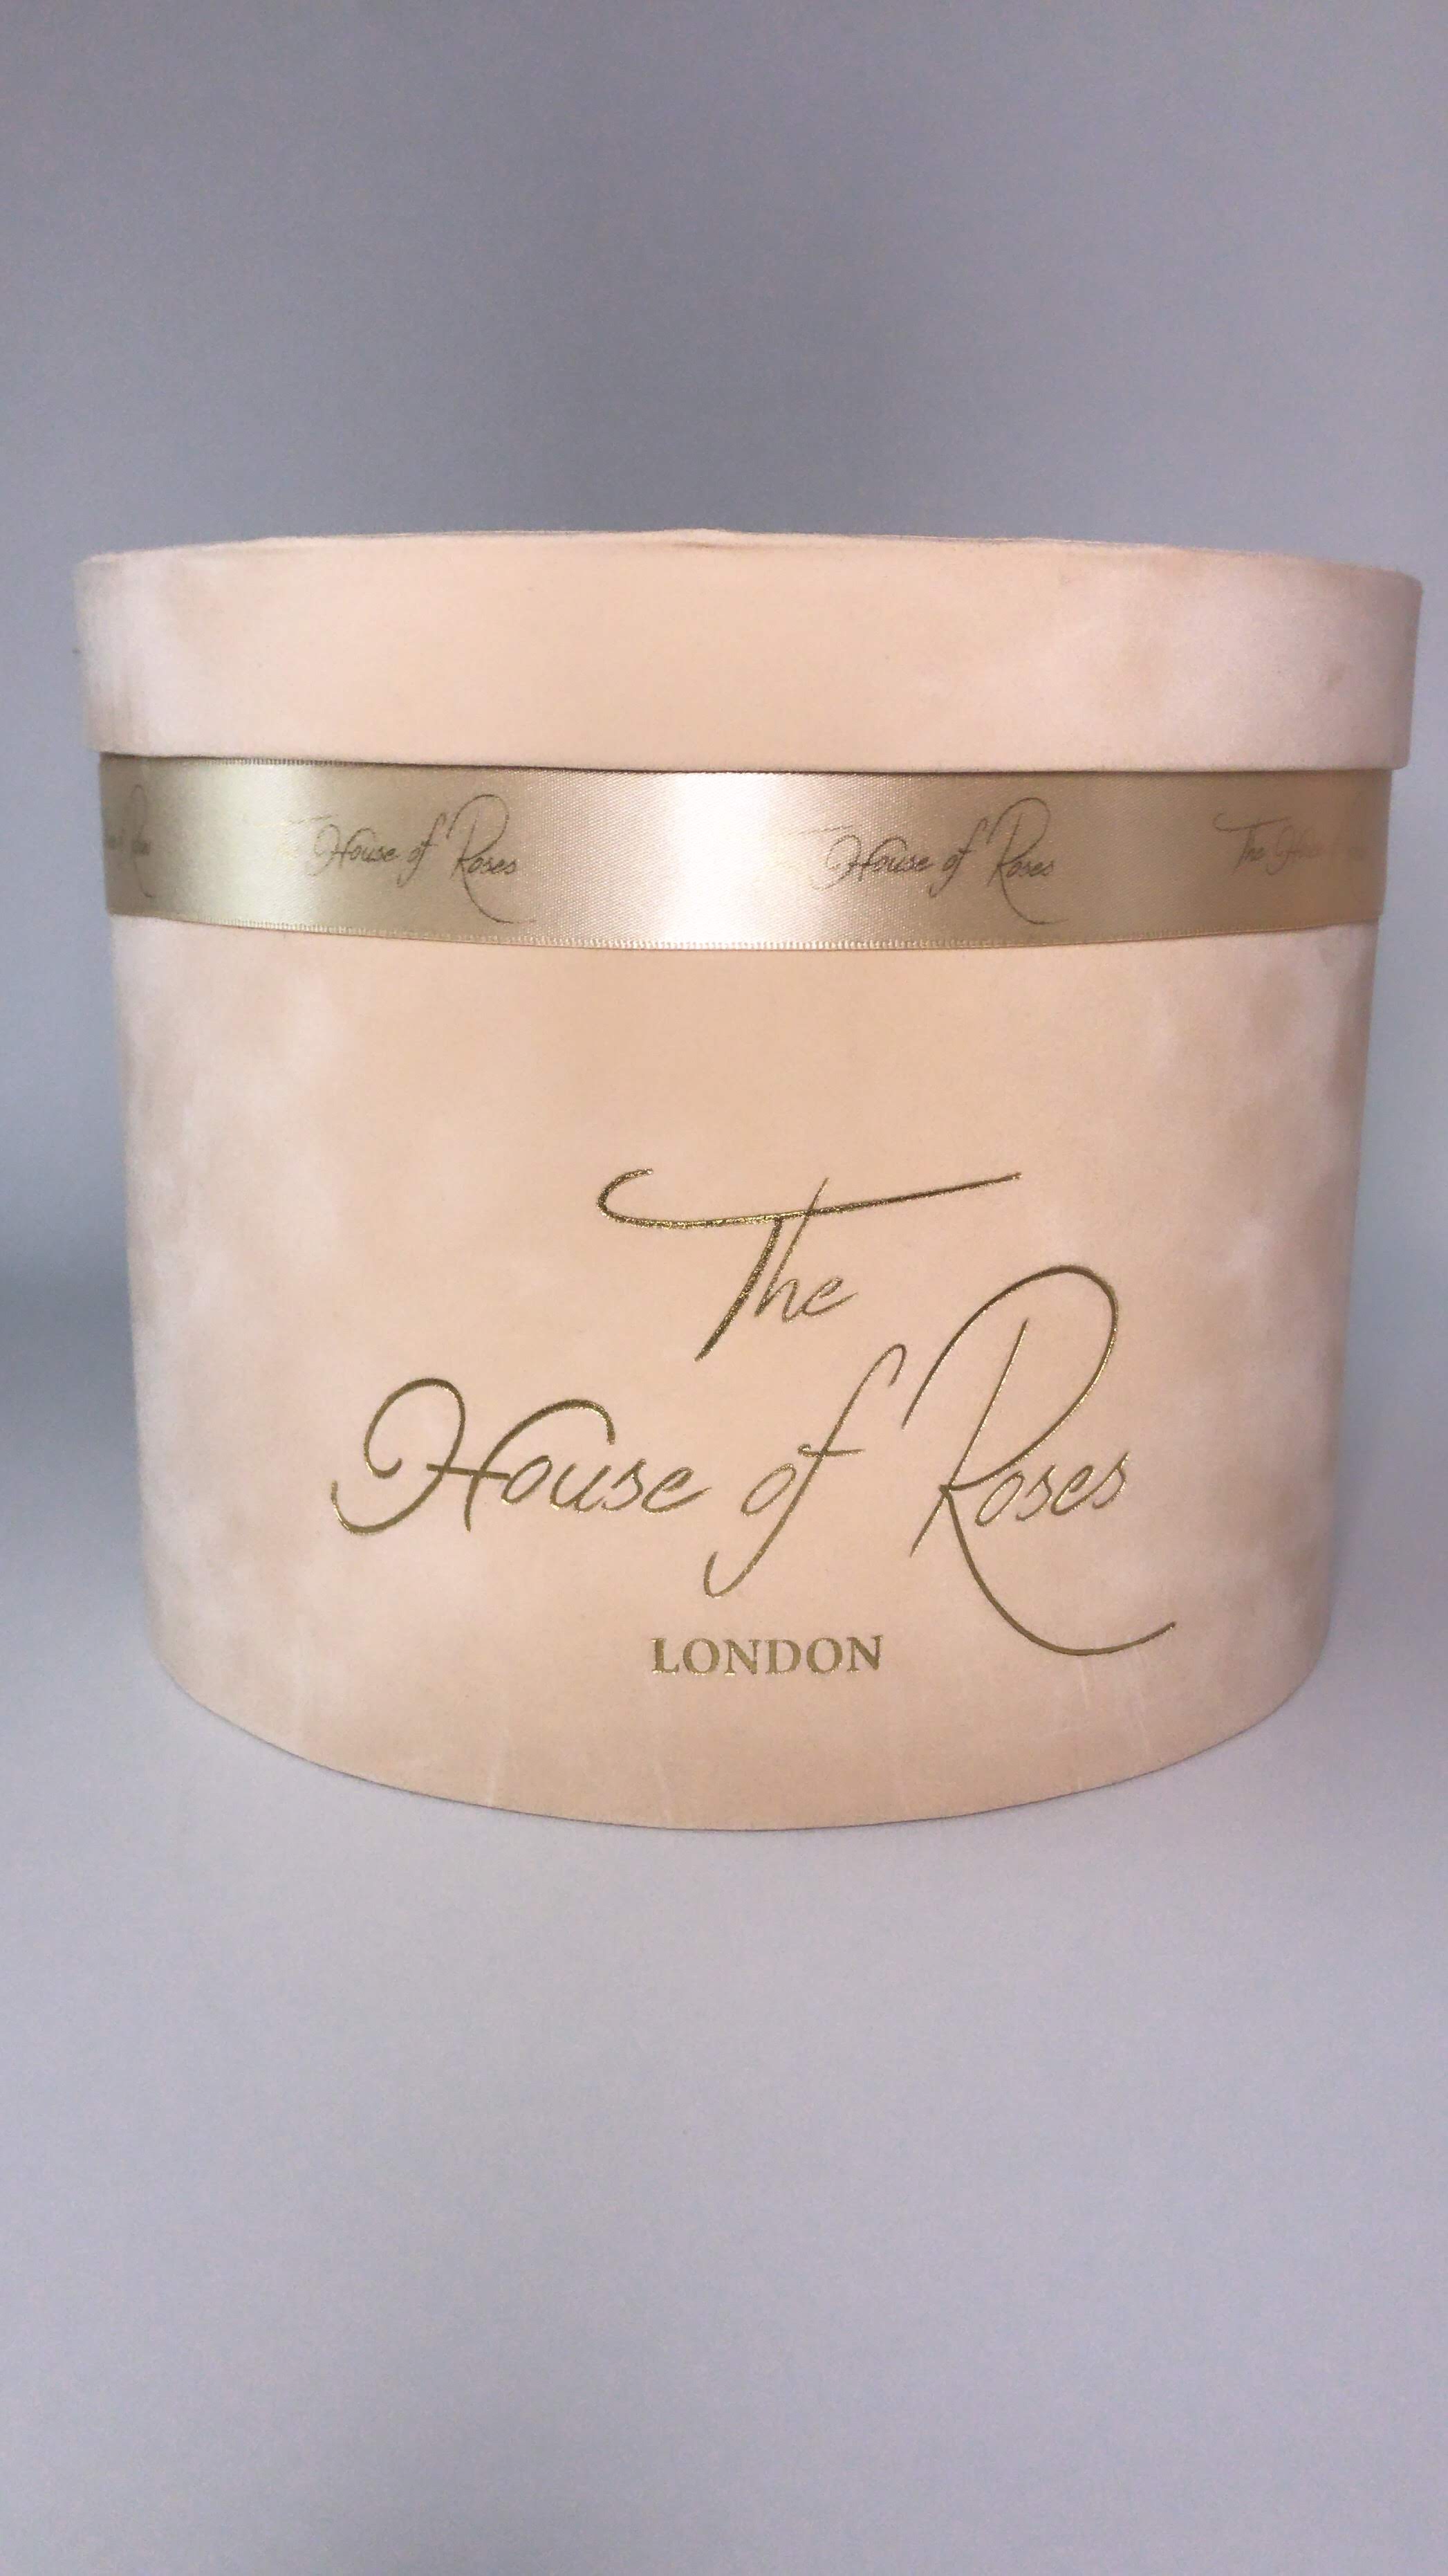 House of Roses
The House of Roses
The
The
House of Roses
LONDON